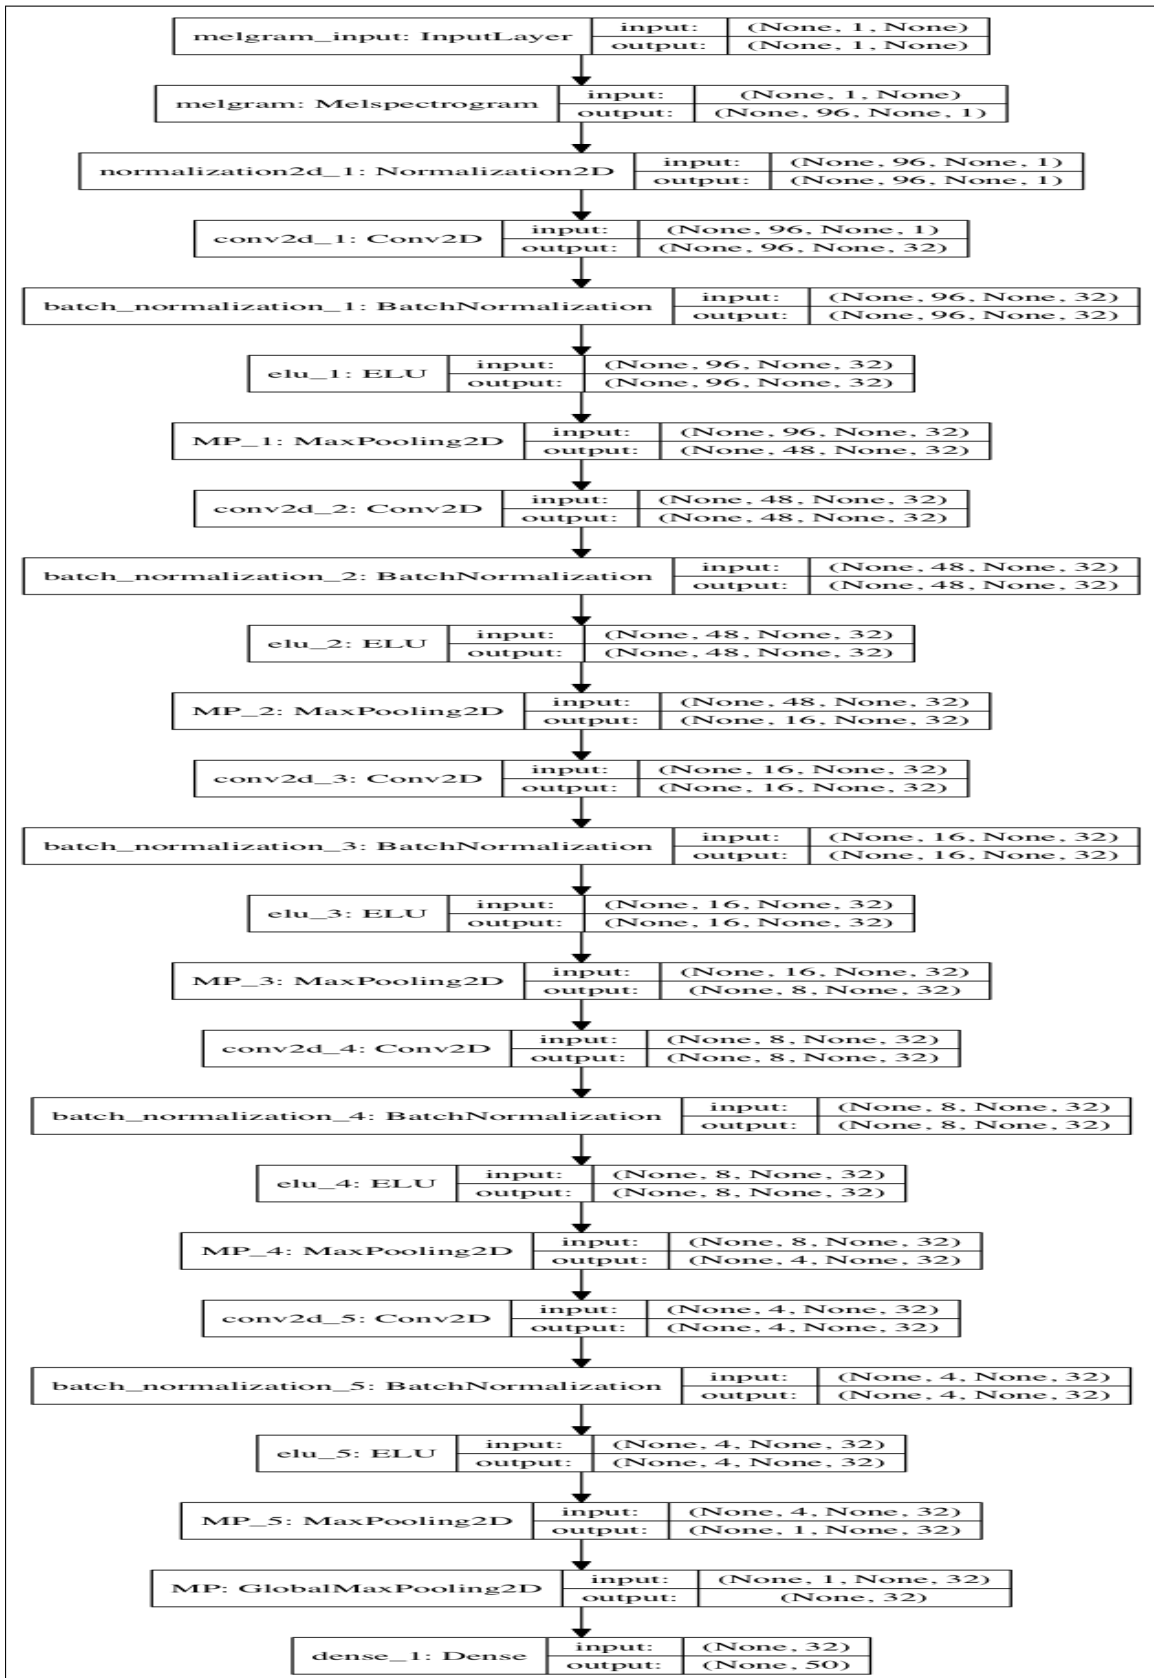 melgram_input: InputLayer input: (None, 1, None)
output: (None, 1, None)
melgram: Melspectrogram input: (None, 1, None)
output: (None, 96, None, 1)
normalization2d_1: Normalization2D input: (None, 96, None, 1)
output: (None, 96, None, 1)
conv2d_1: Conv2D input: (None, 96, None, 1)
output: (None, 96, None, 32)
batch_normalization_1: BatchNormalization input: (None, 96, None, 32)
output: (None, 96, None, 32)
elu_1: ELU input: (None, 96, None, 32)
output: (None, 96, None, 32)
MP_1: MaxPooling2D input: (None, 96, None, 32)
output: (None, 48, None, 32)
conv2d_2: Conv2D input: (None, 48, None, 32)
output: (None, 48, None, 32)
batch_normalization_2: BatchNormalization input: (None, 48, None, 32)
output: (None, 48, None, 32)
elu_2: ELU input: (None, 48, None, 32)
output: (None, 48, None, 32)
MP_2: MaxPooling2D input: (None, 48, None, 32)
output: (None, 16, None, 32)
conv2d_3: Conv2D input: (None, 16, None, 32)
output: (None, 16, None, 32)
batch_normalization_3: BatchNormalization input: (None, 16, None, 32)
output: (None, 16, None, 32)
elu_3: ELU input: (None, 16, None, 32)
output: (None, 16, None, 32)
MP_3: MaxPooling2D input: (None, 16, None, 32)
output: (None, 8, None, 32)
conv2d_4: Conv2D input: (None, 8, None, 32)
output: (None, 8, None, 32)
batch_normalization_4: BatchNormalization input: (None, 8, None, 32)
output: (None, 8, None, 32)
elu_4: ELU input: (None, 8, None, 32)
output: (None, 8, None, 32)
MP_4: MaxPooling2D input: (None, 8, None, 32)
output: (None, 4, None, 32)
conv2d_5: Conv2D input: (None, 4, None, 32)
output: (None, 4, None, 32)
batch_normalization_5: BatchNormalization input: (None, 4, None, 32)
output: (None, 4, None, 32)
elu_5: ELU input: (None, 4, None, 32)
output: (None, 4, None, 32)
MP_5: MaxPooling2D input: (None, 4, None, 32)
output: (None, 1, None, 32)
MP: GlobalMaxPooling2D input: (None, 1, None, 32)
output: (None, 32)
dense_1: Dense input: (None, 32)
output: (None, 50)